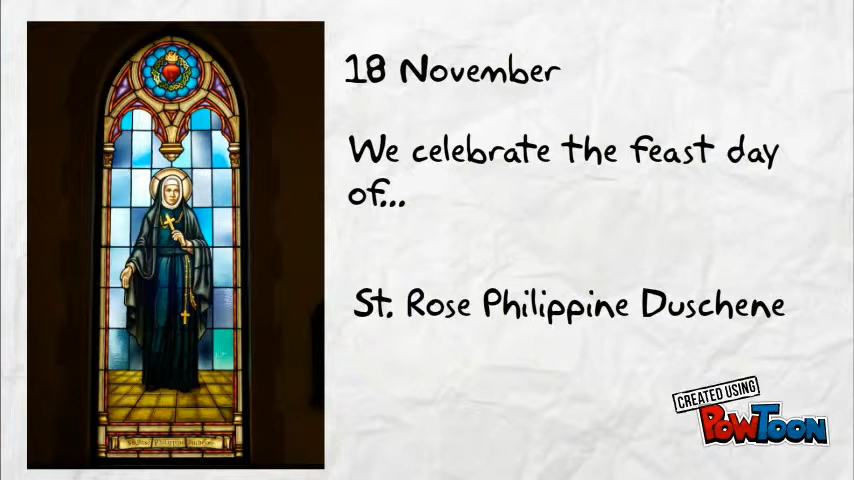 18 November
We celebrate the feast day
of...
St. Rose Philippine Duschene
CREATED USING
POWTOON